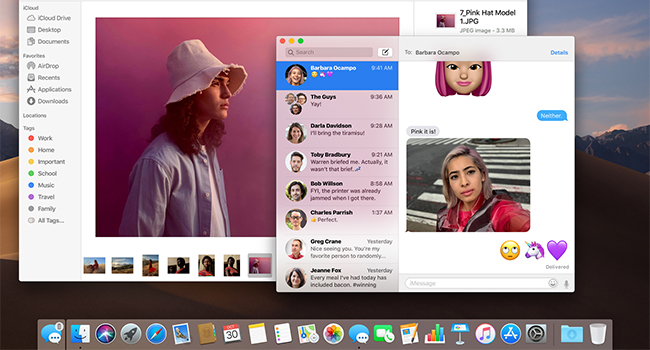 iCloud
iCloud Drive
Desktop
Documents
Favorites
AirDrop
Recents
Applications
Downloads
Locations
Tags
Work
Home
Important
School
Music
Travel
Family
All Tags...
7_Pink Hat Model
1.JPG
JPEG image - 3.3 MB
Search
Barbara Ocampo 9:41 AM
The Guys 9:36 AM
Yay!
Darla Davidson 9:28 AM
I'll bring the tiramisu!
Toby Bradbury 9:21 AM
Warren briefed me. Actually, it
wasn't that brief...
Bob Willson 8:58 AM
FYI, the printer was already
jammed when I got there.
Charles Parrish 1:37 AM
Perfect.
Greg Crane Yesterday
Nice seeing you. You're my
favorite person to randomly...
Jeanne Fox Yesterday
Every meal I've had today has
included bacon. #winning
To: Barbara Ocampo Details
Neither.
Pink it is!
Delivered
iMessage
OCT
30